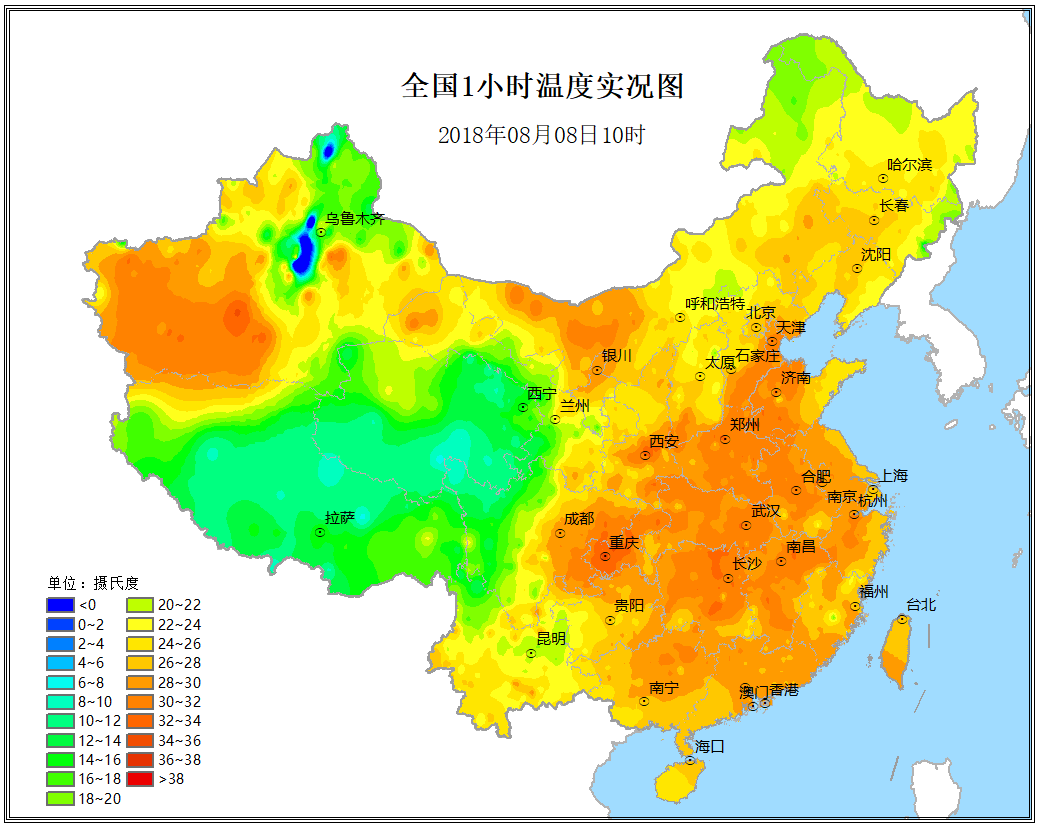 全国1小时温度实况图
2018年08月08日10时
哈尔滨
长春
乌鲁木齐
沈阳
呼和浩特
北京
天津
银川
太原
石家庄
济南
西宁
兰州
郑州
西安
合肥
上海
南京
杭州
拉萨
成都
武汉
重庆
南昌
长沙
贵阳
福州
台北
昆明
南宁
澳门
香港
海口
单位：摄氏度
<0
0~2
2~4
4~6
6~8
8~10
10~12
12~14
14~16
16~18
18~20
20~22
22~24
24~26
26~28
28~30
30~32
32~34
34~36
36~38
>38